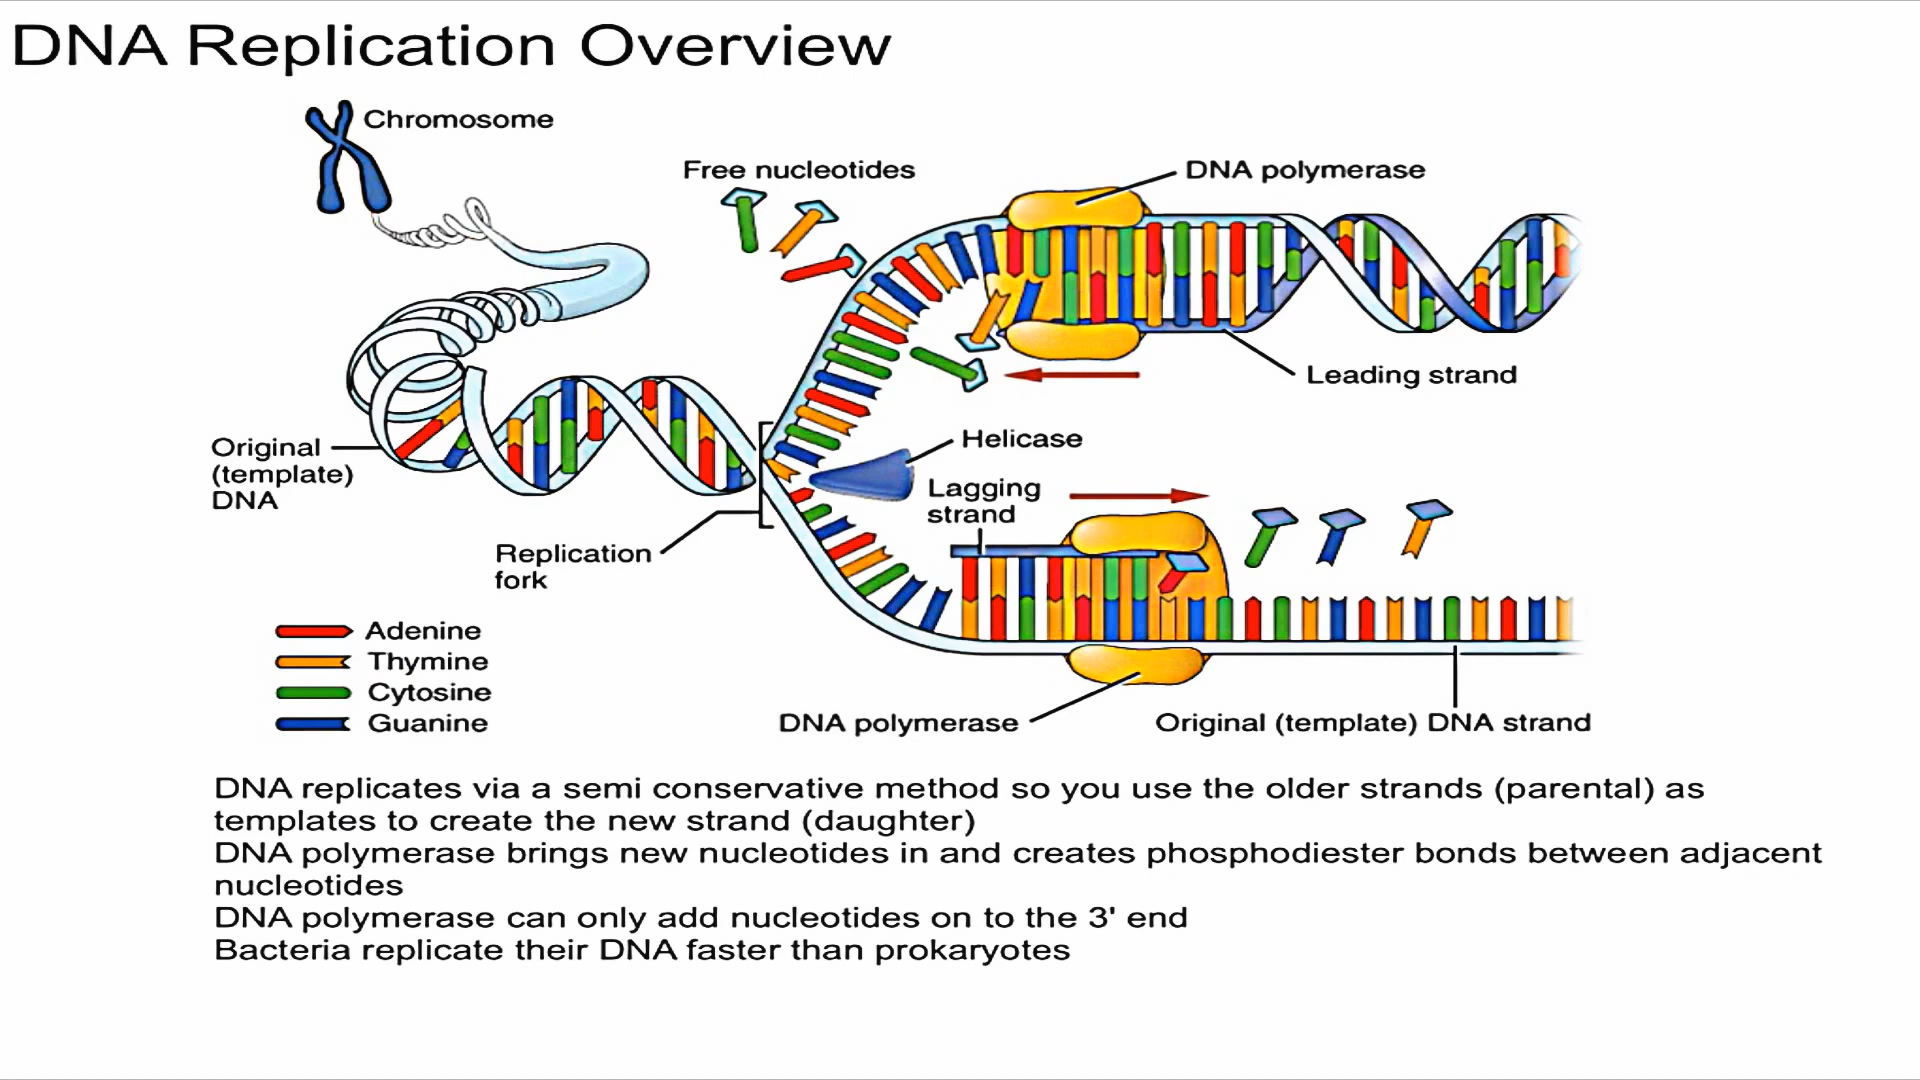 DNA Replication Overview
Chromosome
Free nucleotides
DNA polymerase
Leading strand
Helicase
Original
(template)
DNA
Lagging
strand
Replication
fork
Adenine
Thymine
Cytosine
Guanine
DNA polymerase
Original (template) DNA strand
DNA replicates via a semi conservative method so you use the older strands (parental) as
templates to create the new strand (daughter)
DNA polymerase brings new nucleotides in and creates phosphodiester bonds between adjacent
nucleotides
DNA polymerase can only add nucleotides on to the 3' end
Bacteria replicate their DNA faster than prokaryotes